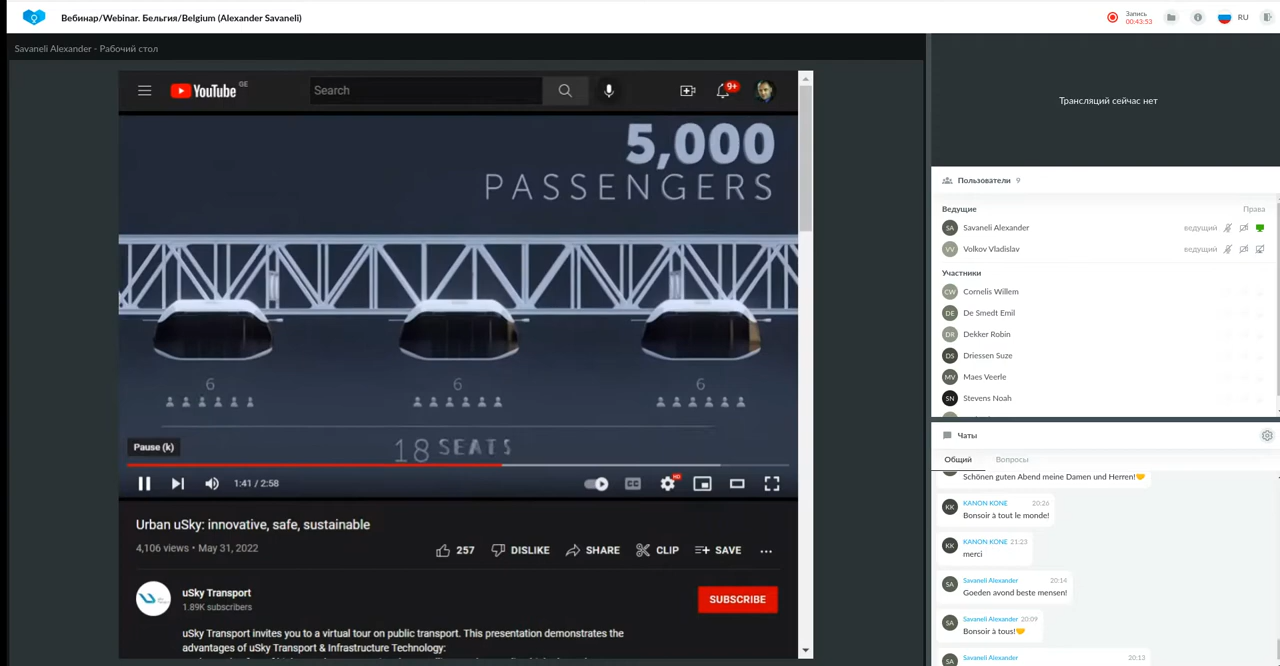 Вебинар/Webinar. Бельгия/Belgium (Alexander Savaneli)
Запись
00:43:53
RU
Savaneli Alexander - Рабочий стол
YouTube GE
Search
9+
5,000
PASSENGERS
6 6 6
18 SEATS
Pause (k)
1:41 / 2:58
CC
HD
Urban uSky: innovative, safe, sustainable
4,106 views • May 31, 2022
257 DISLIKE SHARE CLIP SAVE
uSky Transport
1.89K subscribers
SUBSCRIBE
uSky Transport invites you to a virtual tour on public transport. This presentation demonstrates the
advantages of uSky Transport & Infrastructure Technology:
Трансляций сейчас нет
Пользователи 9
Ведущие Права
SA Savaneli Alexander ведущий
VV Volkov Vladislav ведущий
Участники
CW Cornelis Willem
DE De Smedt Emil
DR Dekker Robin
DS Driessen Suze
MV Maes Veerle
SN Stevens Noah
Чаты
Общий Вопросы
Schönen guten Abend meine Damen und Herren!🤝
KK KANON KONE 20:26
Bonsoir à tout le monde!
KK KANON KONE 21:23
merci
SA Savaneli Alexander 20:14
Goeden avond beste mensen!
SA Savaneli Alexander 20:09
Bonsoir à tous!🤝
SA Savaneli Alexander 20:13